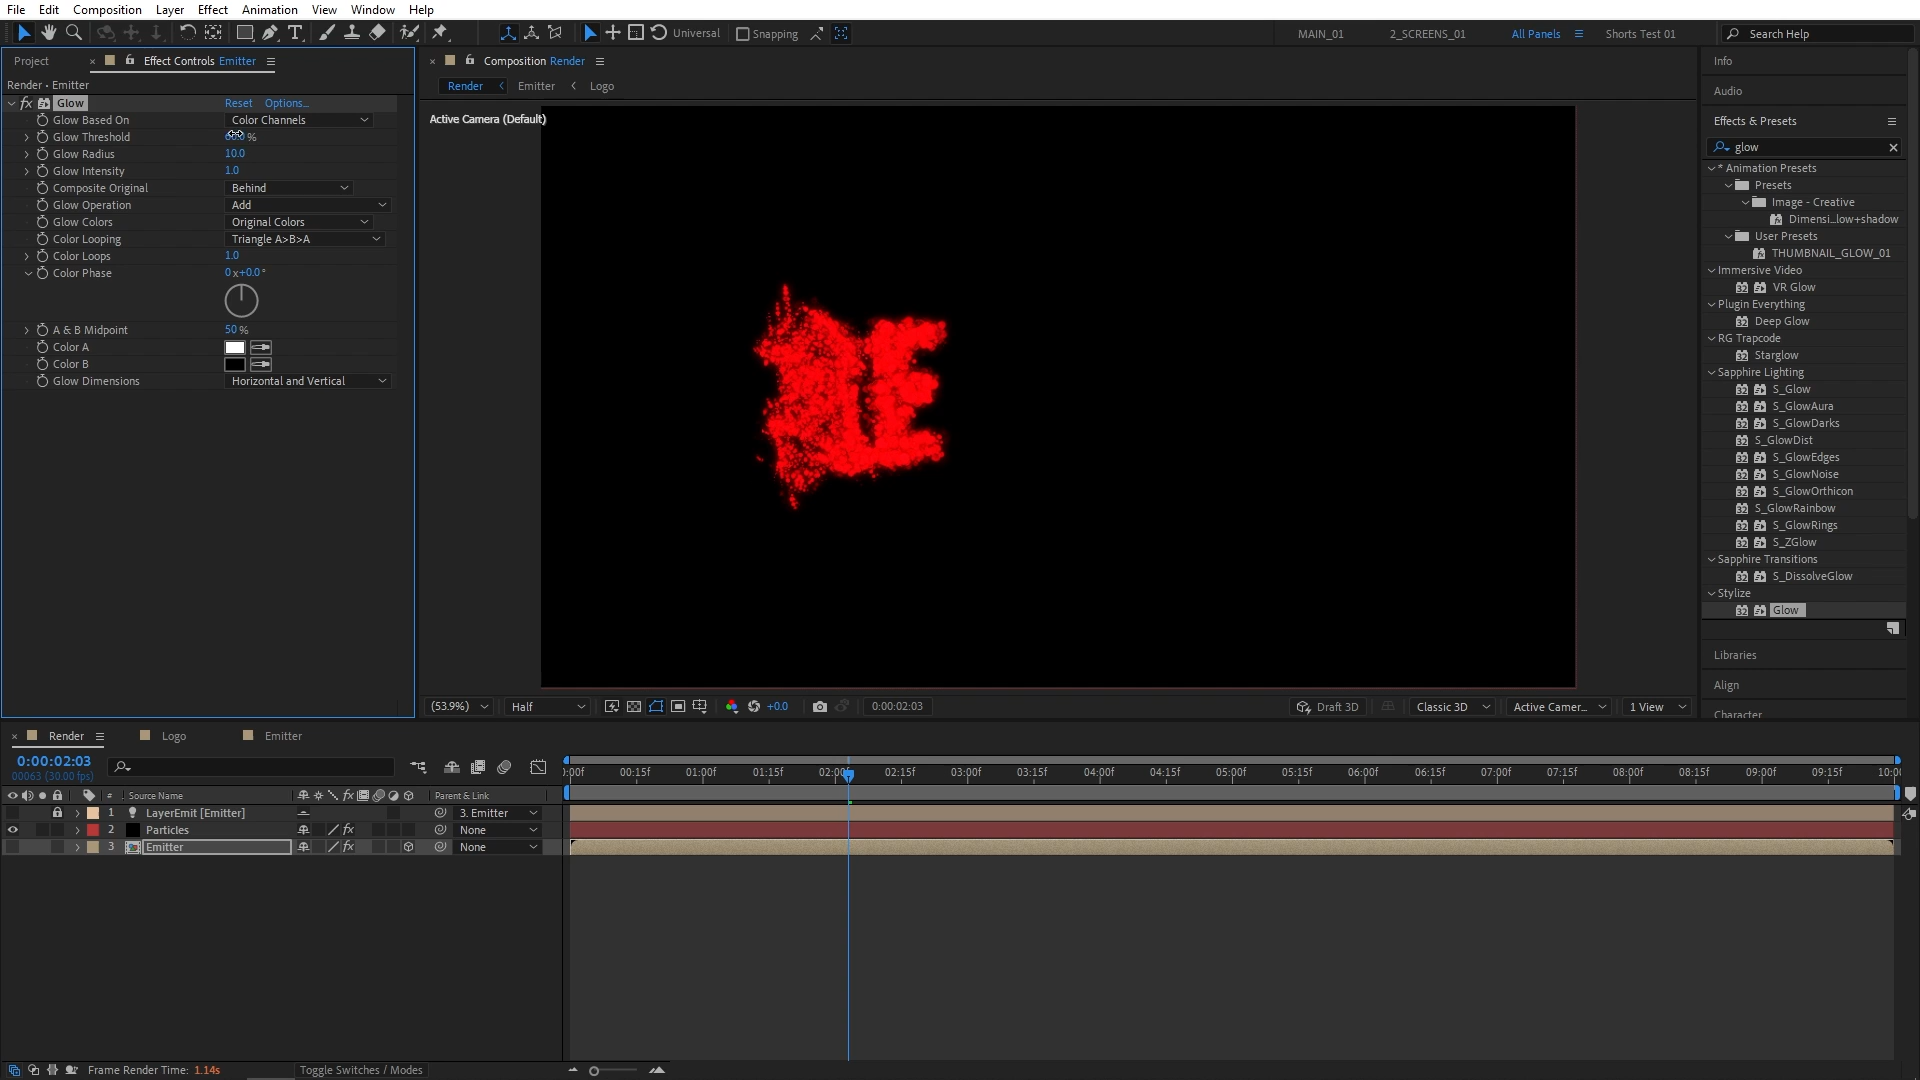 File Edit Composition Layer Effect Animation View Window Help
Universal Snapping MAIN_01 2_SCREENS_01 All Panels Shorts Test 01 Search Help
Project Effect Controls Emitter
Render • Emitter
fx Glow Reset Options...
Glow Based On Color Channels
Glow Threshold %
Glow Radius 10.0
Glow Intensity 1.0
Composite Original Behind
Glow Operation Add
Glow Colors Original Colors
Color Looping Triangle A>B>A
Color Loops 1.0
Color Phase 0x+0.0°
A & B Midpoint 50 %
Color A
Color B
Glow Dimensions Horizontal and Vertical
Composition Render
Render Emitter Logo
Active Camera (Default)
(53.9%) Half +0.0 0:00:02:03 Draft 3D Classic 3D Active Camer... 1 View
Info
Audio
Effects & Presets
glow
* Animation Presets
Presets
Image - Creative
Dimensi...low+shadow
User Presets
THUMBNAIL_GLOW_01
Immersive Video
VR Glow
Plugin Everything
Deep Glow
RG Trapcode
Starglow
Sapphire Lighting
S_Glow
S_GlowAura
S_GlowDarks
S_GlowDist
S_GlowEdges
S_GlowNoise
S_GlowOrthicon
S_GlowRainbow
S_GlowRings
S_ZGlow
Sapphire Transitions
S_DissolveGlow
Stylize
Glow
Libraries
Align
Character
Render Logo Emitter
0:00:02:03
00063 (30.00 fps)
:00f 00:15f 01:00f 01:15f 02:00f 02:15f 03:00f 03:15f 04:00f 04:15f 05:00f 05:15f 06:00f 06:15f 07:00f 07:15f 08:00f 08:15f 09:00f 09:15f 10:00
# Source Name fx Parent & Link
1 LayerEmit [Emitter] 3. Emitter
2 Particles fx None
3 Emitter fx None
Frame Render Time: 1.14s Toggle Switches / Modes